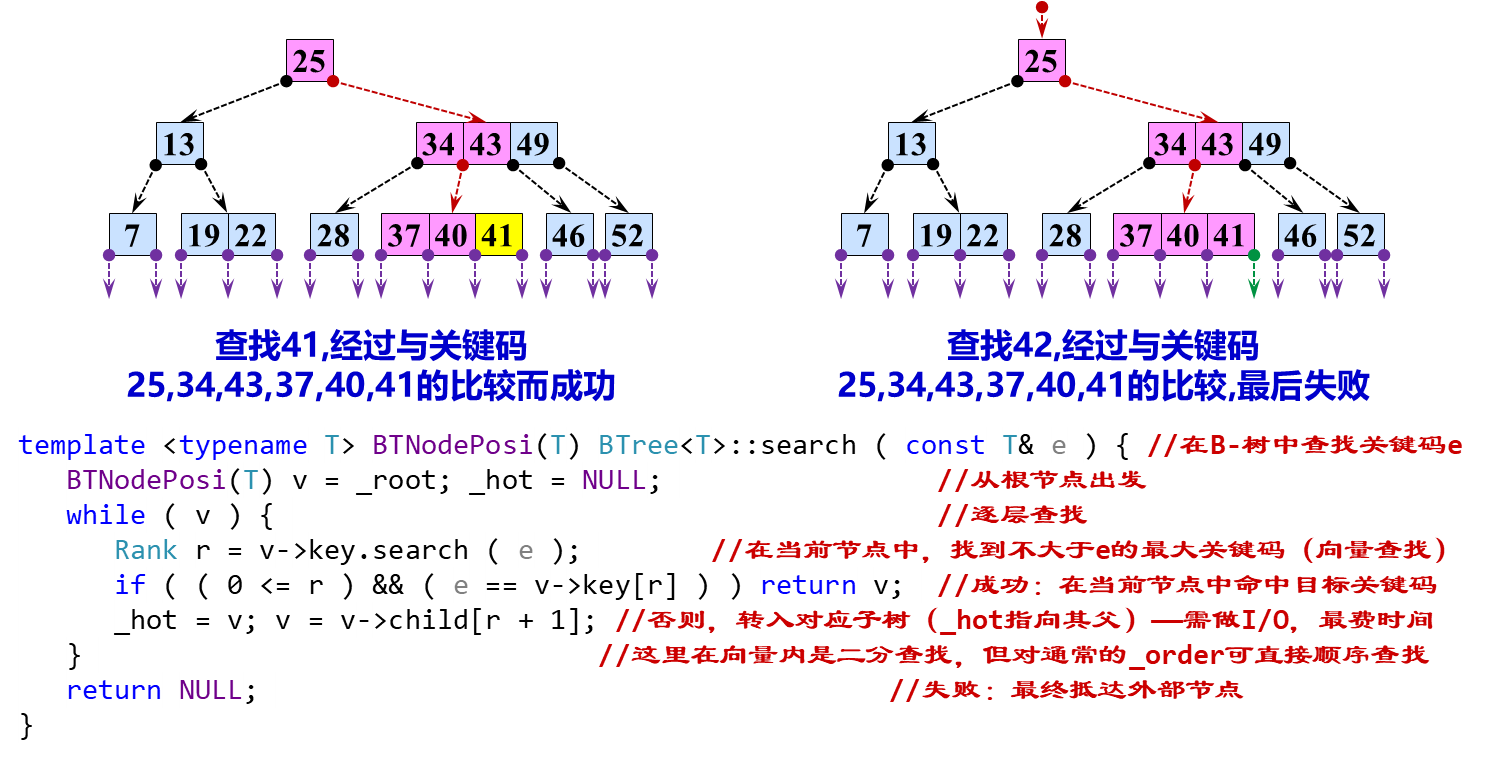 25 25
13 34 43 49 13 34 43 49
7 19 22 28 37 40 41 46 52 7 19 22 28 37 40 41 46 52
查找41,经过与关键码 查找42,经过与关键码
25,34,43,37,40,41的比较而成功 25,34,43,37,40,41的比较,最后失败
template <typename T> BTNodePosi(T) BTree<T>::search ( const T& e ) { //在B-树中查找关键码e
BTNodePosi(T) v = _root; _hot = NULL; //从根节点出发
while ( v ) { //逐层查找
Rank r = v->key.search ( e ); //在当前节点中，找到不大于e的最大关键码（向量查找）
if ( ( 0 <= r ) && ( e == v->key[r] ) ) return v; //成功：在当前节点中命中目标关键码
_hot = v; v = v->child[r + 1]; //否则，转入对应子树（_hot指向其父）——需做I/O，最费时间
} //这里在向量内是二分查找，但对通常的_order可直接顺序查找
return NULL; //失败：最终抵达外部节点
}